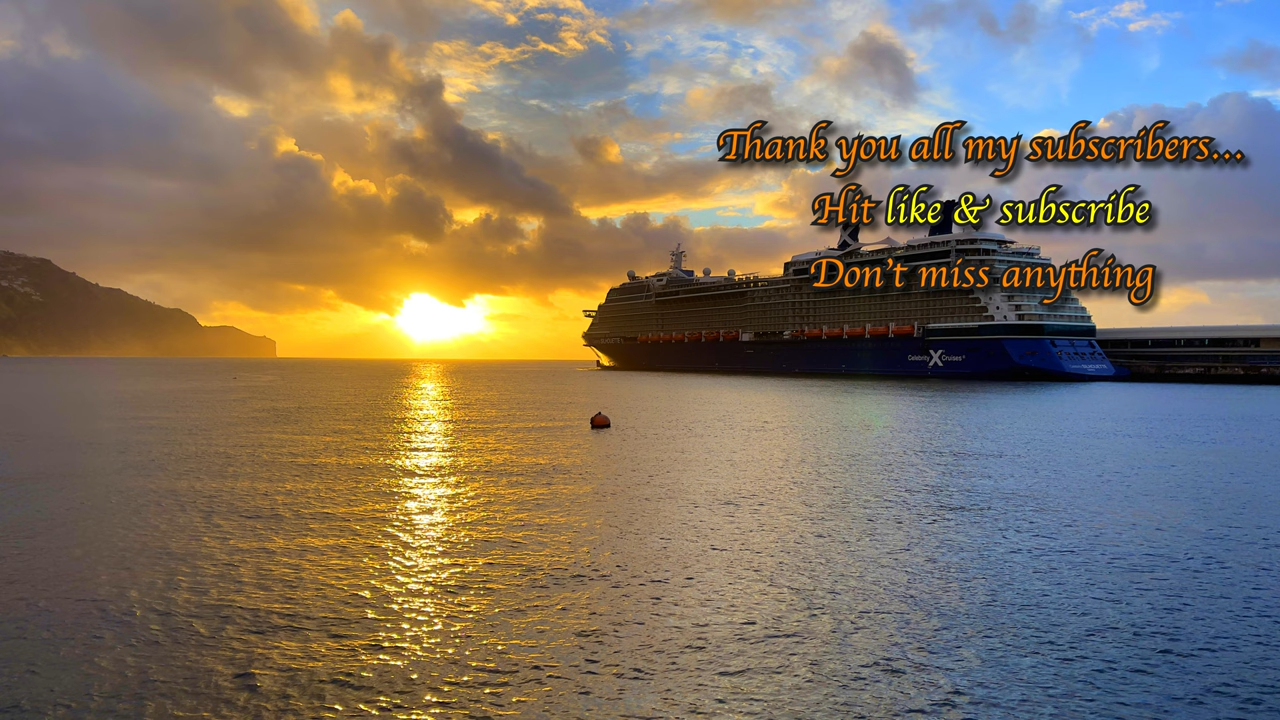 Thank you all my subscribers...
Hit like & subscribe
Don't miss anything
Celebrity X Cruises®